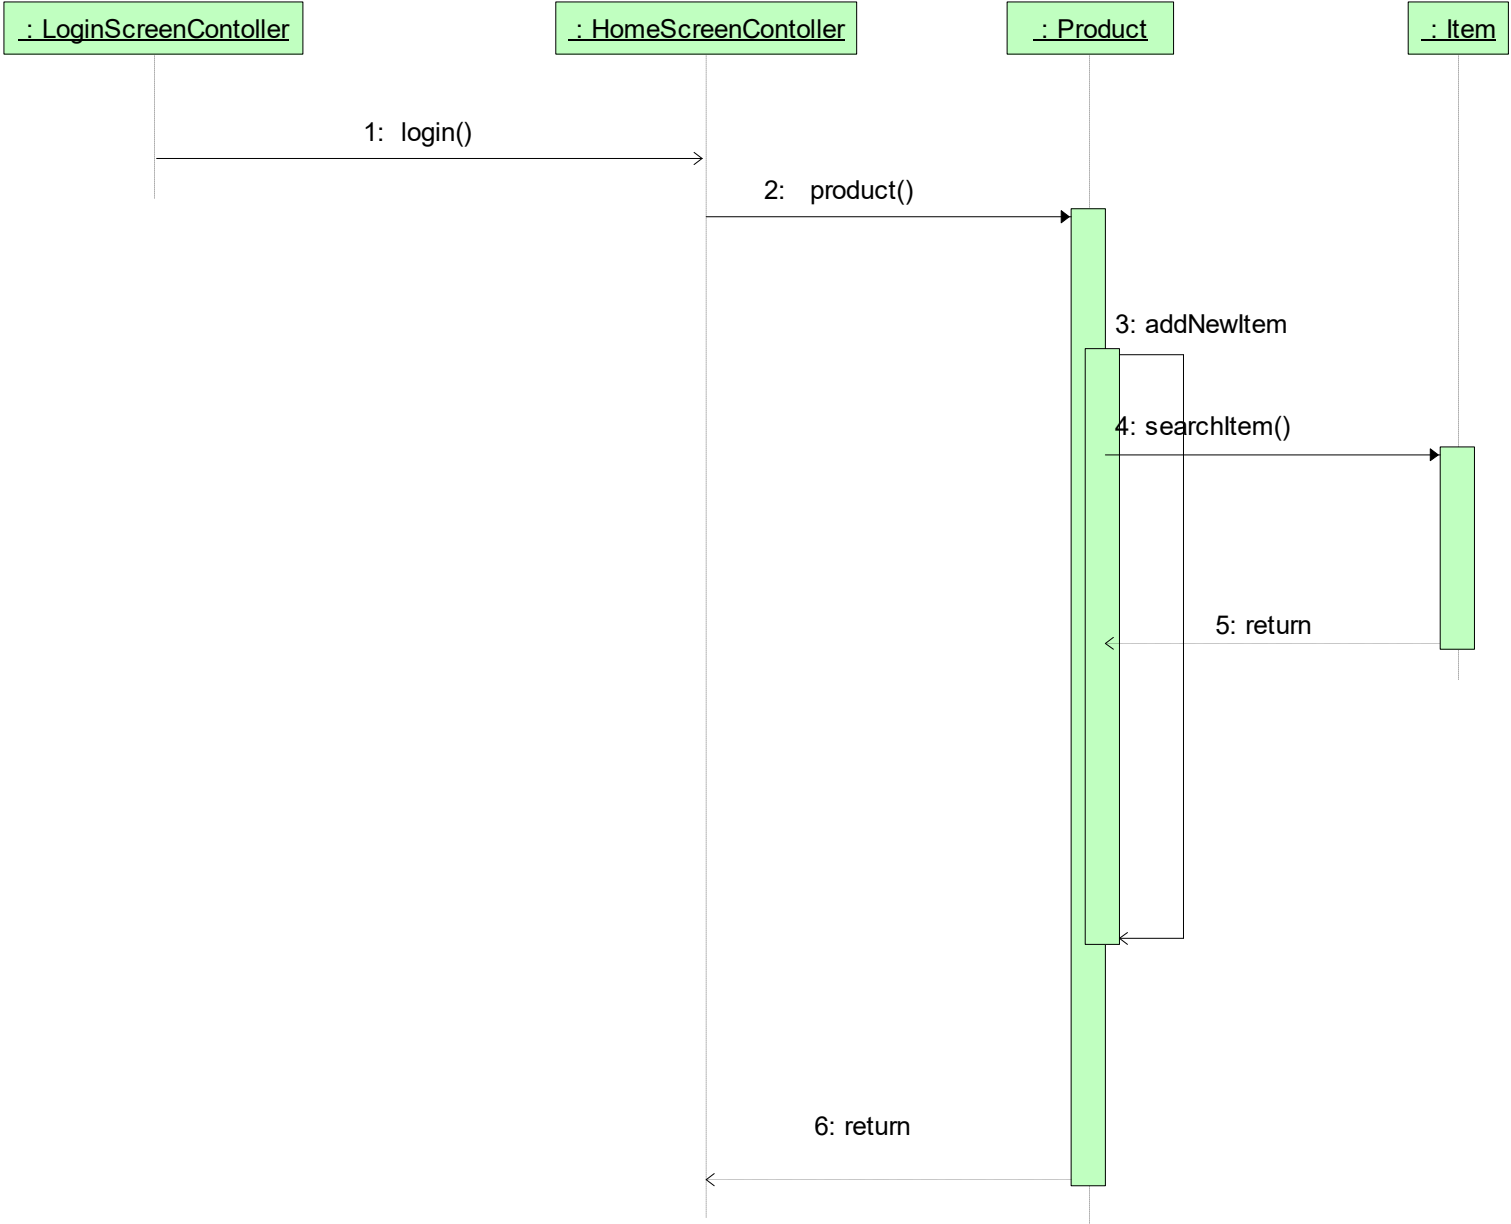 : LoginScreenContoller
: HomeScreenContoller
: Product
: Item
1: login()
2: product()
3: addNewItem
4: searchItem()
5: return
6: return